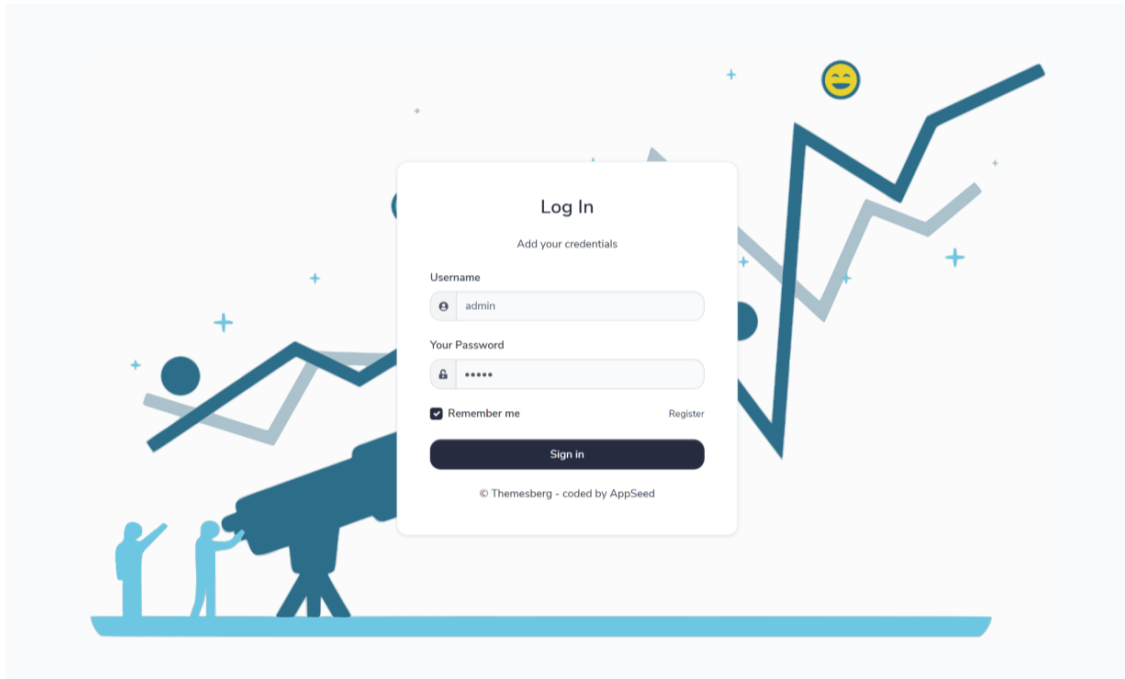 Log In
Add your credentials
Username
admin
Your Password
•••••
Remember me
Register
Sign in
© Themesberg - coded by AppSeed